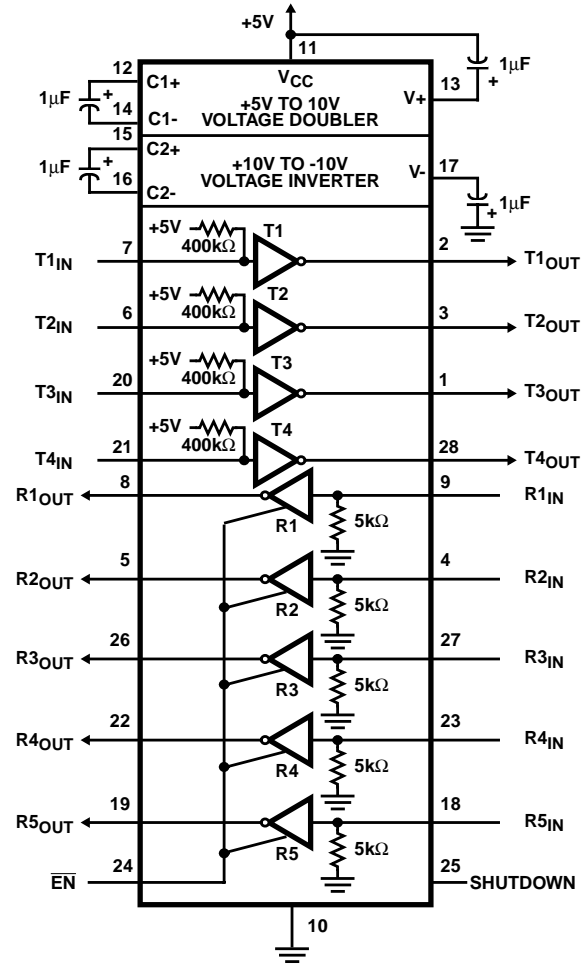 +5V
11
12
C1+
VCC
1μF
+
1μF
+
13
V+
+5V TO 10V
VOLTAGE DOUBLER
14
C1-
15
C2+
1μF
+
+10V TO -10V
VOLTAGE INVERTER
V-
17
16
C2-
1μF
+
+5V
400kΩ
T1
T1IN
7
2
T1OUT
+5V
400kΩ
T2
T2IN
6
3
T2OUT
+5V
400kΩ
T3
T3IN
20
1
T3OUT
+5V
400kΩ
T4
T4IN
21
28
T4OUT
R1OUT
8
9
R1IN
R1
5kΩ
R2OUT
5
4
R2IN
R2
5kΩ
R3OUT
26
27
R3IN
R3
5kΩ
R4OUT
22
23
R4IN
R4
5kΩ
R5OUT
19
18
R5IN
R5
5kΩ
EN
24
25
SHUTDOWN
10